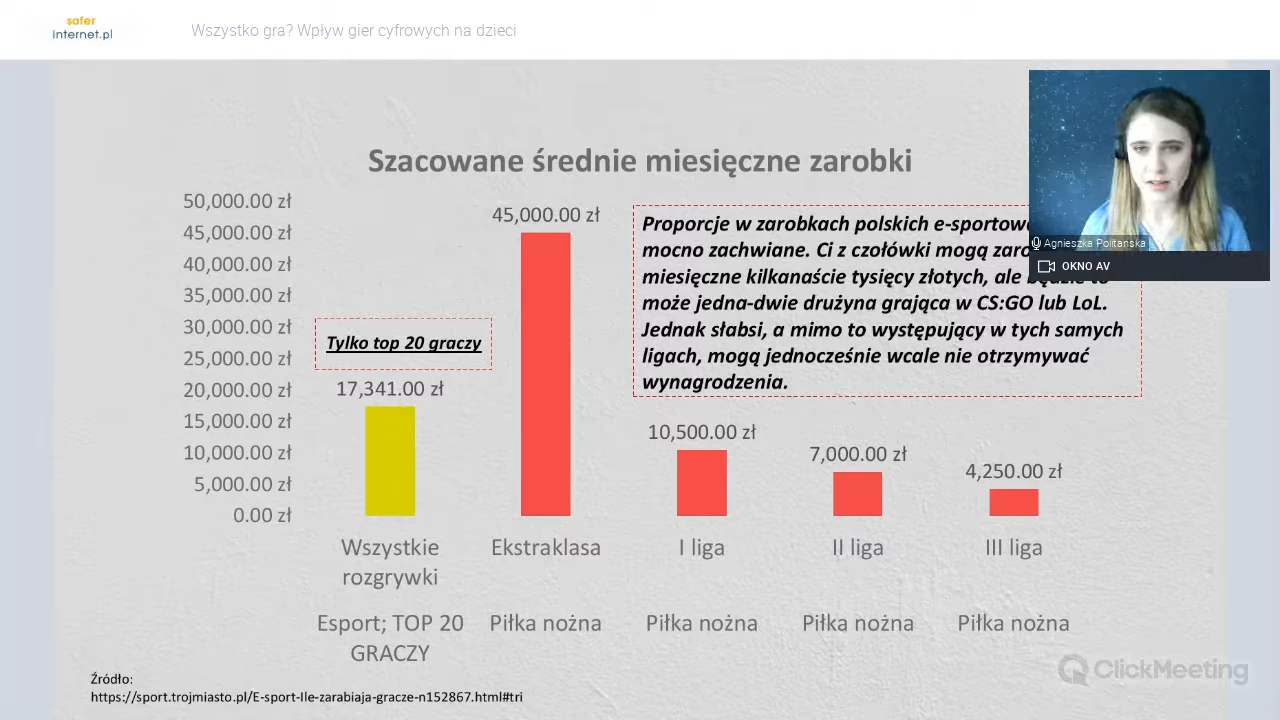 safer
internet.pl
Wszystko gra? Wpływ gier cyfrowych na dzieci
Szacowane średnie miesięczne zarobki
50,000.00 zł
45,000.00 zł
40,000.00 zł
35,000.00 zł
30,000.00 zł
25,000.00 zł
20,000.00 zł
15,000.00 zł
10,000.00 zł
5,000.00 zł
0.00 zł
Tylko top 20 graczy
17,341.00 zł
45,000.00 zł
10,500.00 zł
7,000.00 zł
4,250.00 zł
Proporcje w zarobkach polskich
mocno zachwiane. Ci z czołówki mogą
miesięczne kilkanaście tysięcy złotych, ale
może jedna-dwie drużyna grająca w CS:GO lub LoL.
Jednak słabsi, a mimo to występujący w tych samych
ligach, mogą jednocześnie wcale nie otrzymywać
wynagrodzenia.
Agnieszka Politańska
OKNO AV
Wszystkie
rozgrywki
Ekstraklasa
I liga
II liga
III liga
Esport; TOP 20
GRACZY
Piłka nożna
Piłka nożna
Piłka nożna
Piłka nożna
Źródło:
https://sport.trojmiasto.pl/E-sport-Ile-zarabiaja-gracze-n152867.html#tri
ClickMeeting